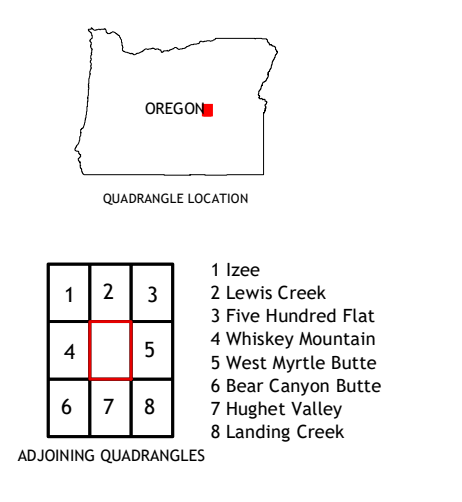 OREGON
QUADRANGLE LOCATION
1 2 3
4 5
6 7 8
1 Izee
2 Lewis Creek
3 Five Hundred Flat
4 Whiskey Mountain
5 West Myrtle Butte
6 Bear Canyon Butte
7 Hughet Valley
8 Landing Creek
ADJOINING QUADRANGLES